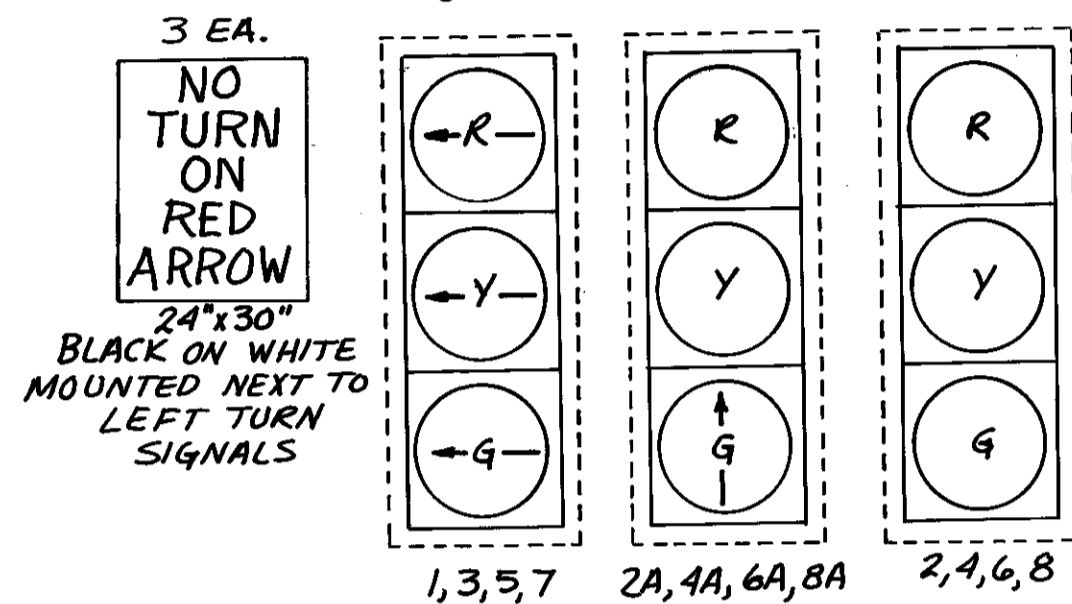 3 EA.
NO
TURN
ON
RED
ARROW
24"x30"
BLACK ON WHITE
MOUNTED NEXT TO
LEFT TURN
SIGNALS
R
Y
G
1, 3, 5, 7
R
Y
G
2A, 4A, 6A, 8A
R
Y
G
2, 4, 6, 8